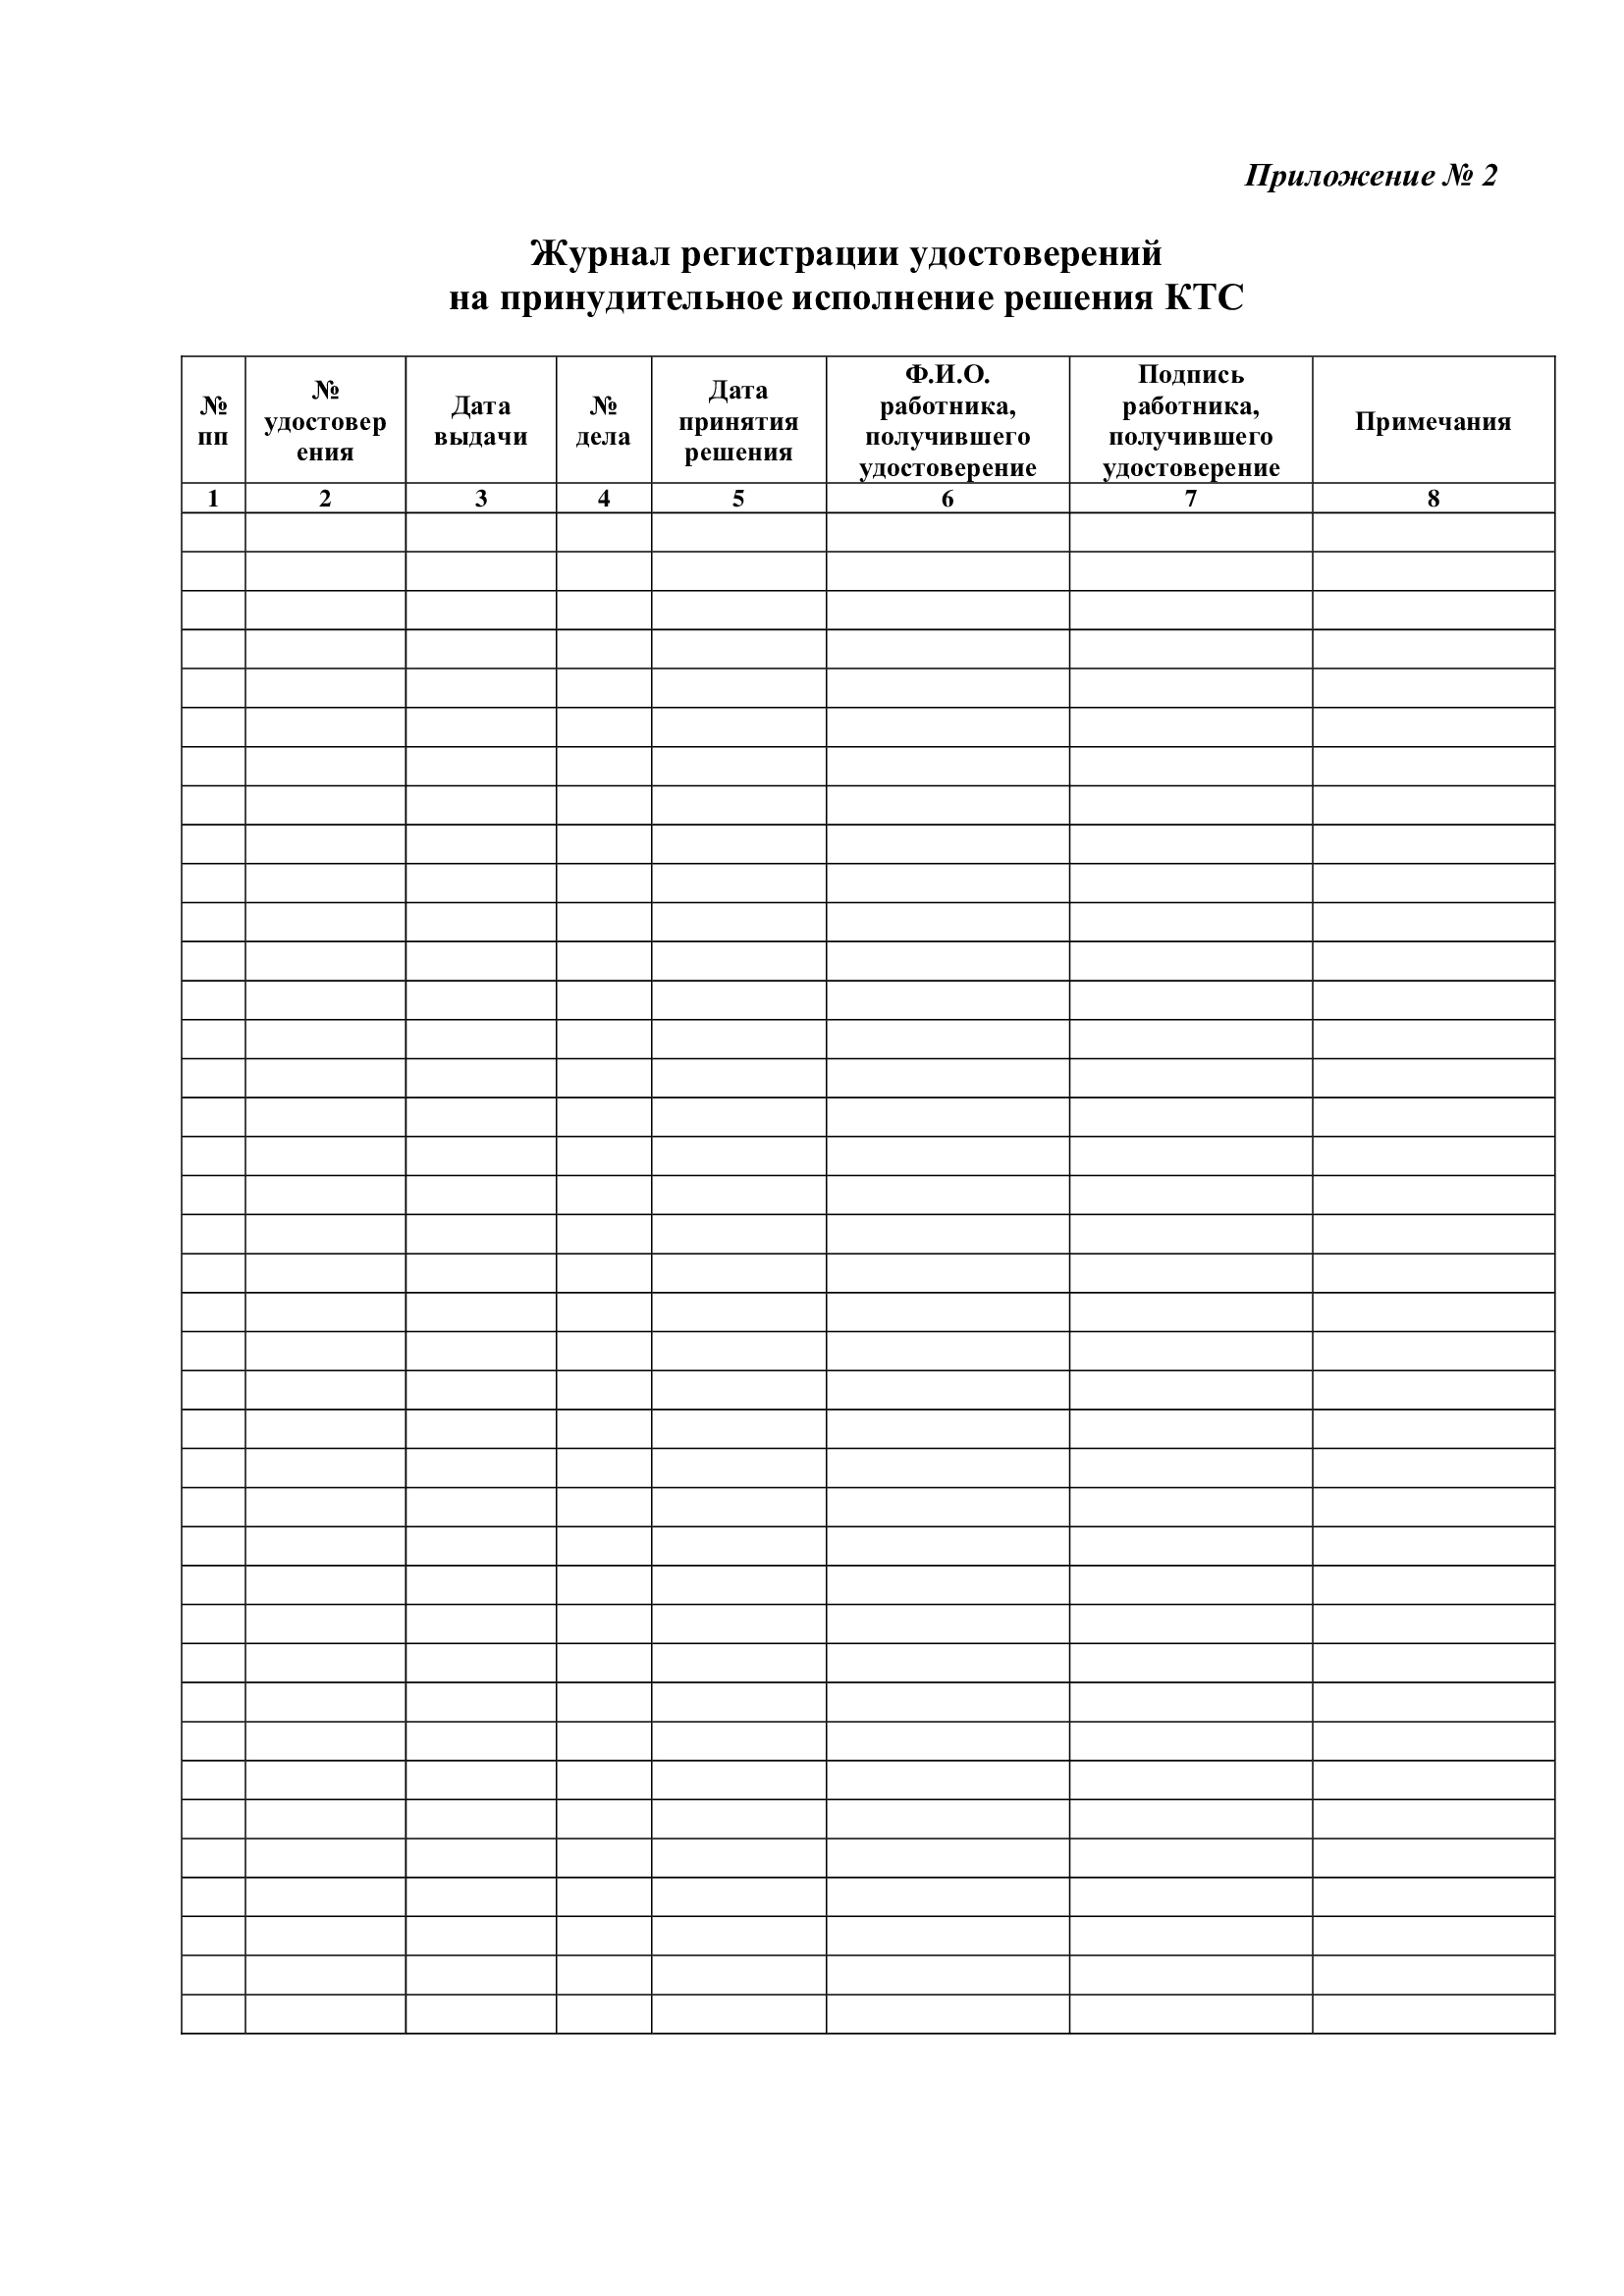 Приложение № 2
Журнал регистрации удостоверений
на принудительное исполнение решения КТС
№
пп
№
удостовер
ения
Дата
выдачи
№
дела
Дата
принятия
решения
Ф.И.О.
работника,
получившего
удостоверение
Подпись
работника,
получившего
удостоверение
Примечания
1 2 3 4 5 6 7 8